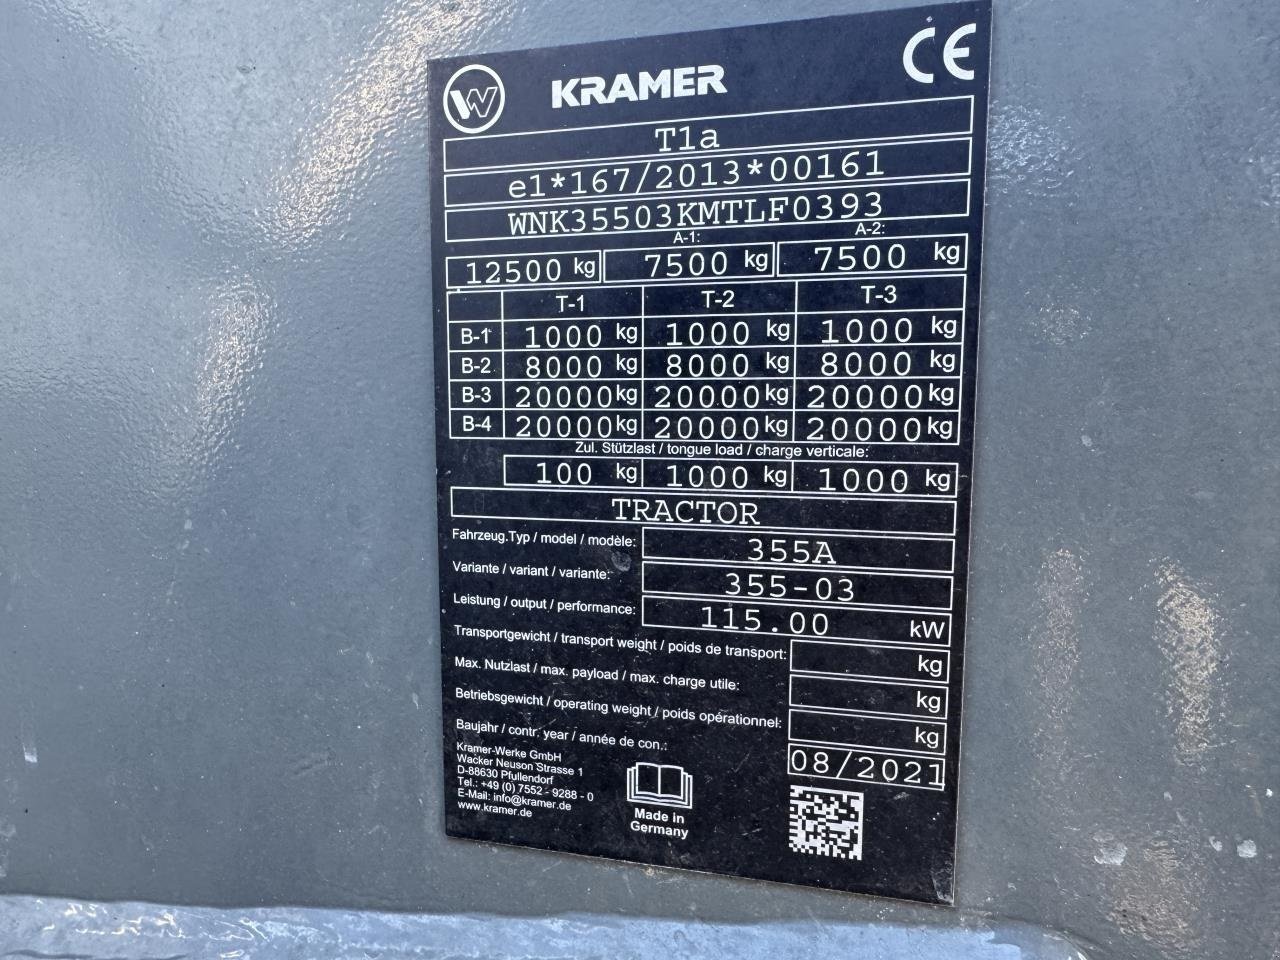 W KRAMER CE
T1a
e1*167/2013*00161
WNK35503KMTLF0393
A-1: A-2:
12500 kg 7500 kg 7500 kg
T-1 T-2 T-3
B-1 1000 kg 1000 kg 1000 kg
B-2 8000 kg 8000 kg 8000 kg
B-3 20000 kg 20000 kg 20000 kg
B-4 20000 kg 20000 kg 20000 kg
Zul. Stützlast / tongue load / charge verticale:
100 kg 1000 kg 1000 kg
TRACTOR
Fahrzeug.Typ / model / modèle: 355A
Variante / variant / variante: 355-03
Leistung / output / performance: 115.00 kW
Transportgewicht / transport weight / poids de transport: kg
Max. Nutzlast / max. payload / max. charge utile: kg
Betriebsgewicht / operating weight / poids opérationnel: kg
Baujahr / contr. year / année de con.: 08/2021
Kramer-Werke GmbH
Wacker Neuson Strasse 1
D-88630 Pfullendorf
Tel.: +49 (0) 7552 - 9288 - 0
E-Mail: info@kramer.de
www.kramer.de
Made in
Germany